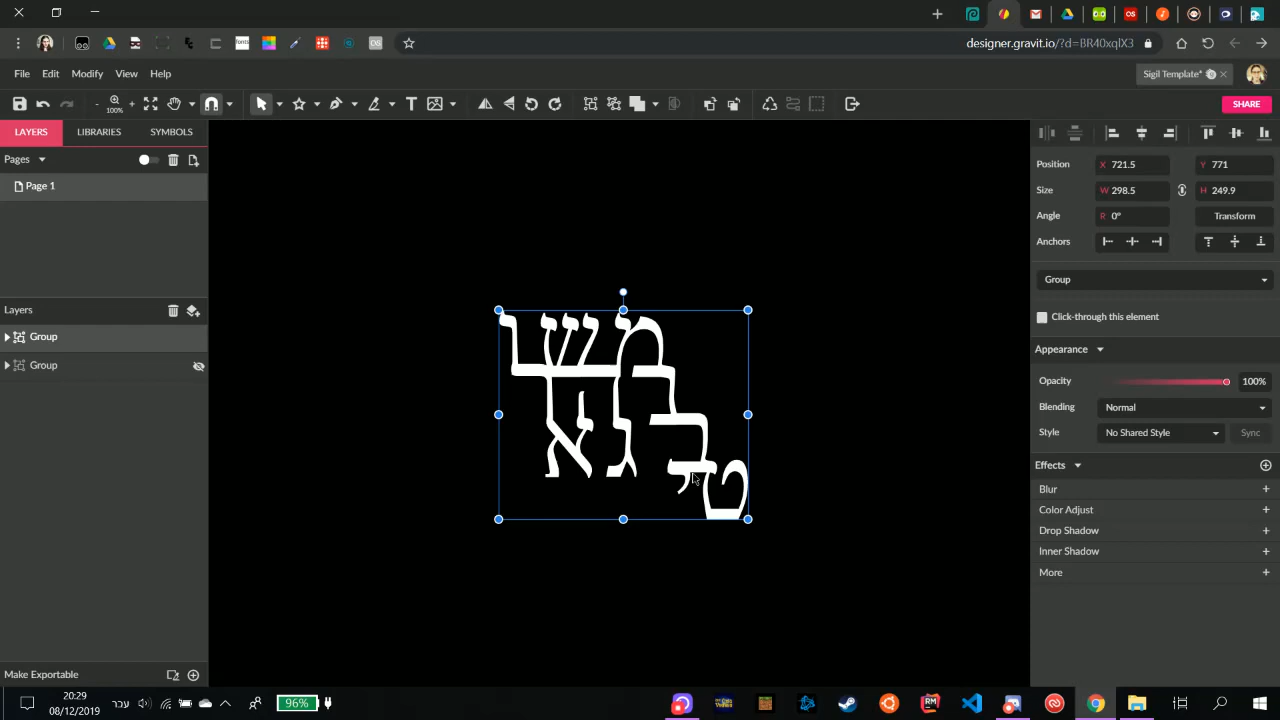 designer.gravit.io/?d=BR40xqlX3
File Edit Modify View Help
Sigil Template*
100%
SHARE
LAYERS LIBRARIES SYMBOLS
Pages
Page 1
Layers
Group
Group
Make Exportable
Position X 721.5 Y 771
Size W 298.5 H 249.9
Angle R 0° Transform
Anchors
Group
Click-through this element
Appearance
Opacity 100%
Blending Normal
Style No Shared Style Sync
Effects
Blur
Color Adjust
Drop Shadow
Inner Shadow
More
20:29
08/12/2019
עבר
96%